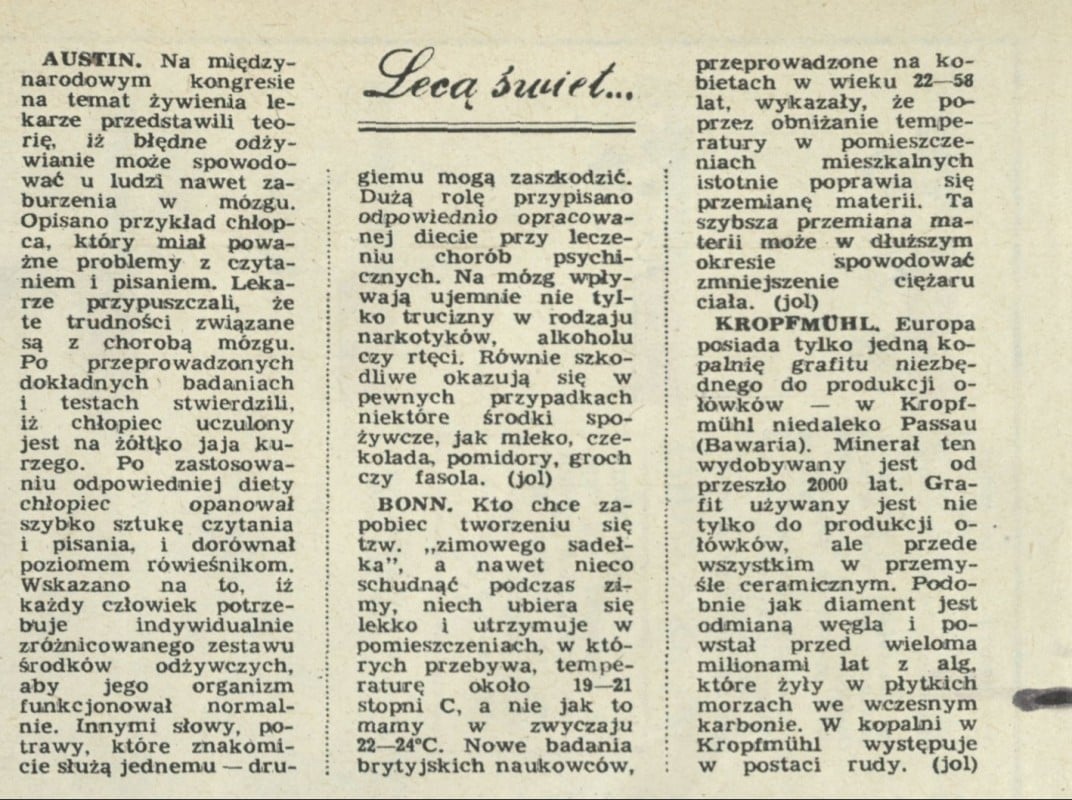 AUSTIN. Na między-
narodowym kongresie
na temat żywienia le-
karze przedstawili teo-
rię, iż błędne odży-
wianie może spowodo-
wać u ludzi nawet za-
burzenia w mózgu.
Opisano przykład chłop-
ca, który miał powa-
żne problemy z czyta-
niem i pisaniem. Leka-
rze przypuszczali, że
te trudności związane
są z chorobą mózgu.
Po przeprowadzonych
dokładnych badaniach
i testach stwierdzili,
iż chłopiec uczulony
jest na żółtko jaja ku-
rzego. Po zastosowa-
niu odpowiedniej diety
chłopiec opanował
szybko sztukę czytania
i pisania, i dorównał
poziomem rówieśnikom.
Wskazano na to, iż
każdy człowiek potrze-
buje indywidualnie
zróżnicowanego zestawu
środków odżywczych,
aby jego organizm
funkcjonował normal-
nie. Innymi słowy, po-
trawy, które znakomi-
cie służą jednemu — dru-
Lecą świet...
giemu mogą zaszkodzić.
Dużą rolę przypisano
odpowiednio opracowa-
nej diecie przy lecze-
niu chorób psychi-
cznych. Na mózg wpły-
wają ujemnie nie tyl-
ko trucizny w rodzaju
narkotyków, alkoholu
czy rtęci. Równie szko-
dliwe okazują się w
pewnych przypadkach
niektóre środki spo-
żywcze, jak mleko, cze-
kolada, pomidory, groch
czy fasola. (jol)
BONN. Kto chce za-
pobiec tworzeniu się
tzw. „zimowego sadeł-
ka”, a nawet nieco
schudnąć podczas zi-
my, niech ubiera się
lekko i utrzymuje w
pomieszczeniach, w któ-
rych przebywa, tempe-
raturę około 19—21
stopni C, a nie jak to
mamy w zwyczaju
22—24°C. Nowe badania
brytyjskich naukowców,
przeprowadzone na ko-
bietach w wieku 22—58
lat, wykazały, że po-
przez obniżanie tempe-
ratury w pomieszcze-
niach mieszkalnych
istotnie poprawia się
przemianę materii. Ta
szybsza przemiana ma-
terii może w dłuższym
okresie spowodować
zmniejszenie ciężaru
ciała. (jol)
KROPFMÜHL. Europa
posiada tylko jedną ko-
palnię grafitu niezbę-
dnego do produkcji o-
łówków — w Kropf-
mühl niedaleko Passau
(Bawaria). Minerał ten
wydobywany jest od
przeszło 2000 lat. Gra-
fit używany jest nie
tylko do produkcji o-
łówków, ale przede
wszystkim w przemy-
śle ceramicznym. Podo-
bnie jak diament jest
odmianą węgla i po-
wstał przed wieloma
milionami lat z alg,
które żyły w płytkich
morzach we wczesnym
karbonie. W kopalni w
Kropfmühl występuje
w postaci rudy. (jol)